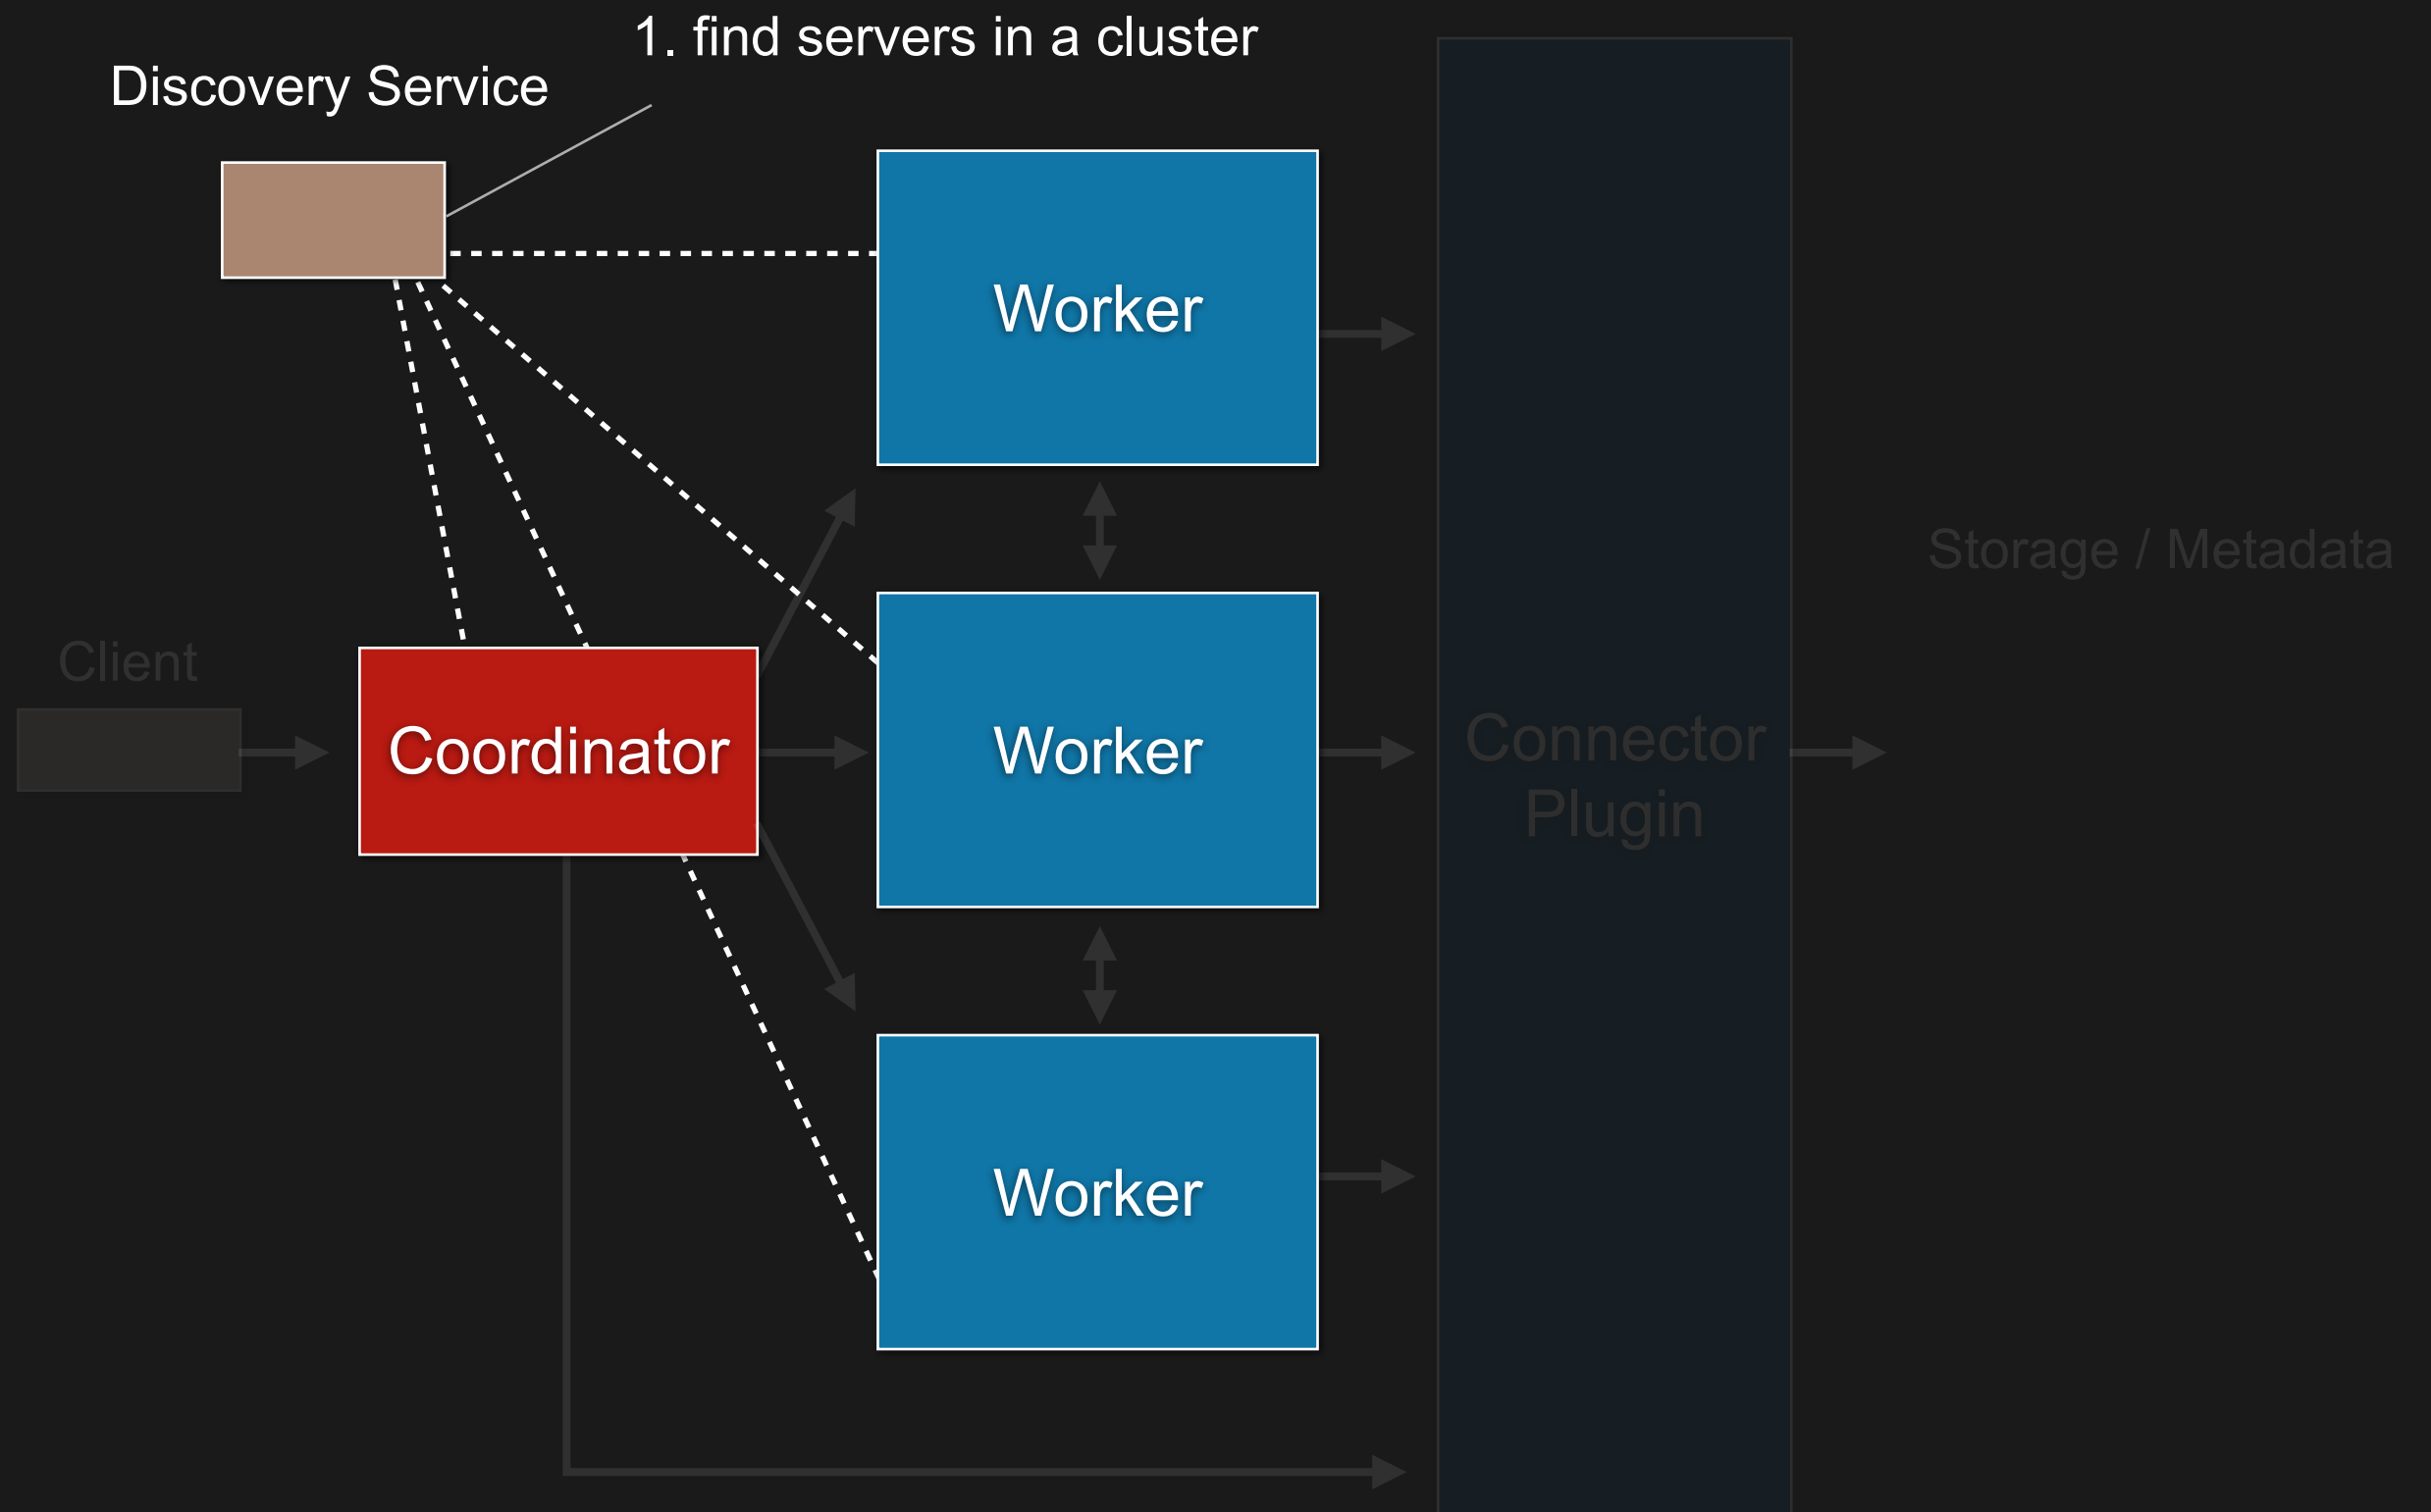 1. find servers in a cluster
Discovery Service
Worker
Storage / Metadata
Client
Coordinator
Worker
Connector
Plugin
Worker